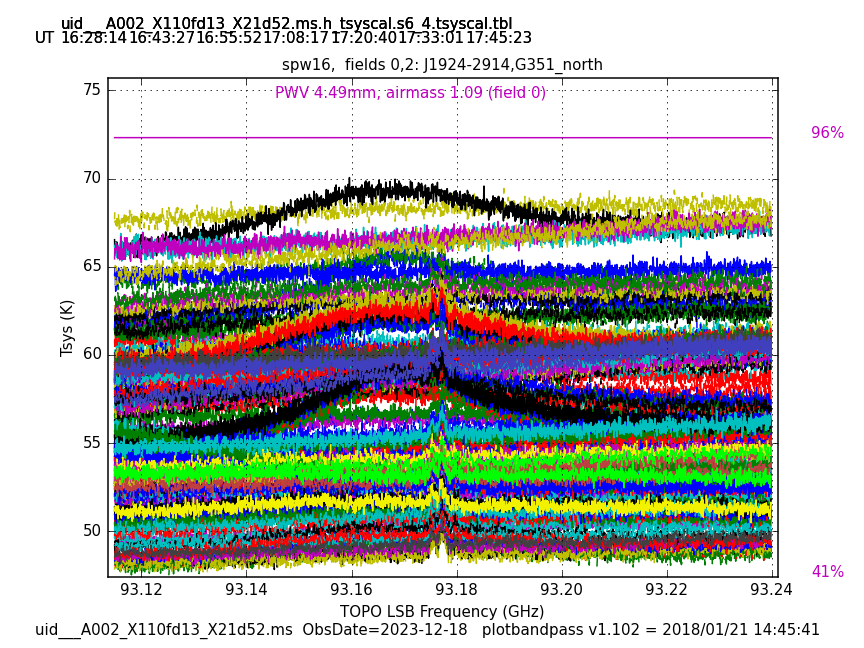 uid___A002_X110fd13_X21d52.ms.h_tsyscal.s6_4.tsyscal.tbl
UT 16:28:14 16:43:27 16:55:52 17:08:17 17:20:40 17:33:01 17:45:23
spw16,  fields 0,2: J1924-2914,G351_north
PWV 4.49mm, airmass 1.09 (field 0)
75
96%
70
65
Tsys (K)
60
55
50
41%
93.12 93.14 93.16 93.18 93.20 93.22 93.24
TOPO LSB Frequency (GHz)
uid___A002_X110fd13_X21d52.ms  ObsDate=2023-12-18   plotbandpass v1.102 = 2018/01/21 14:45:41